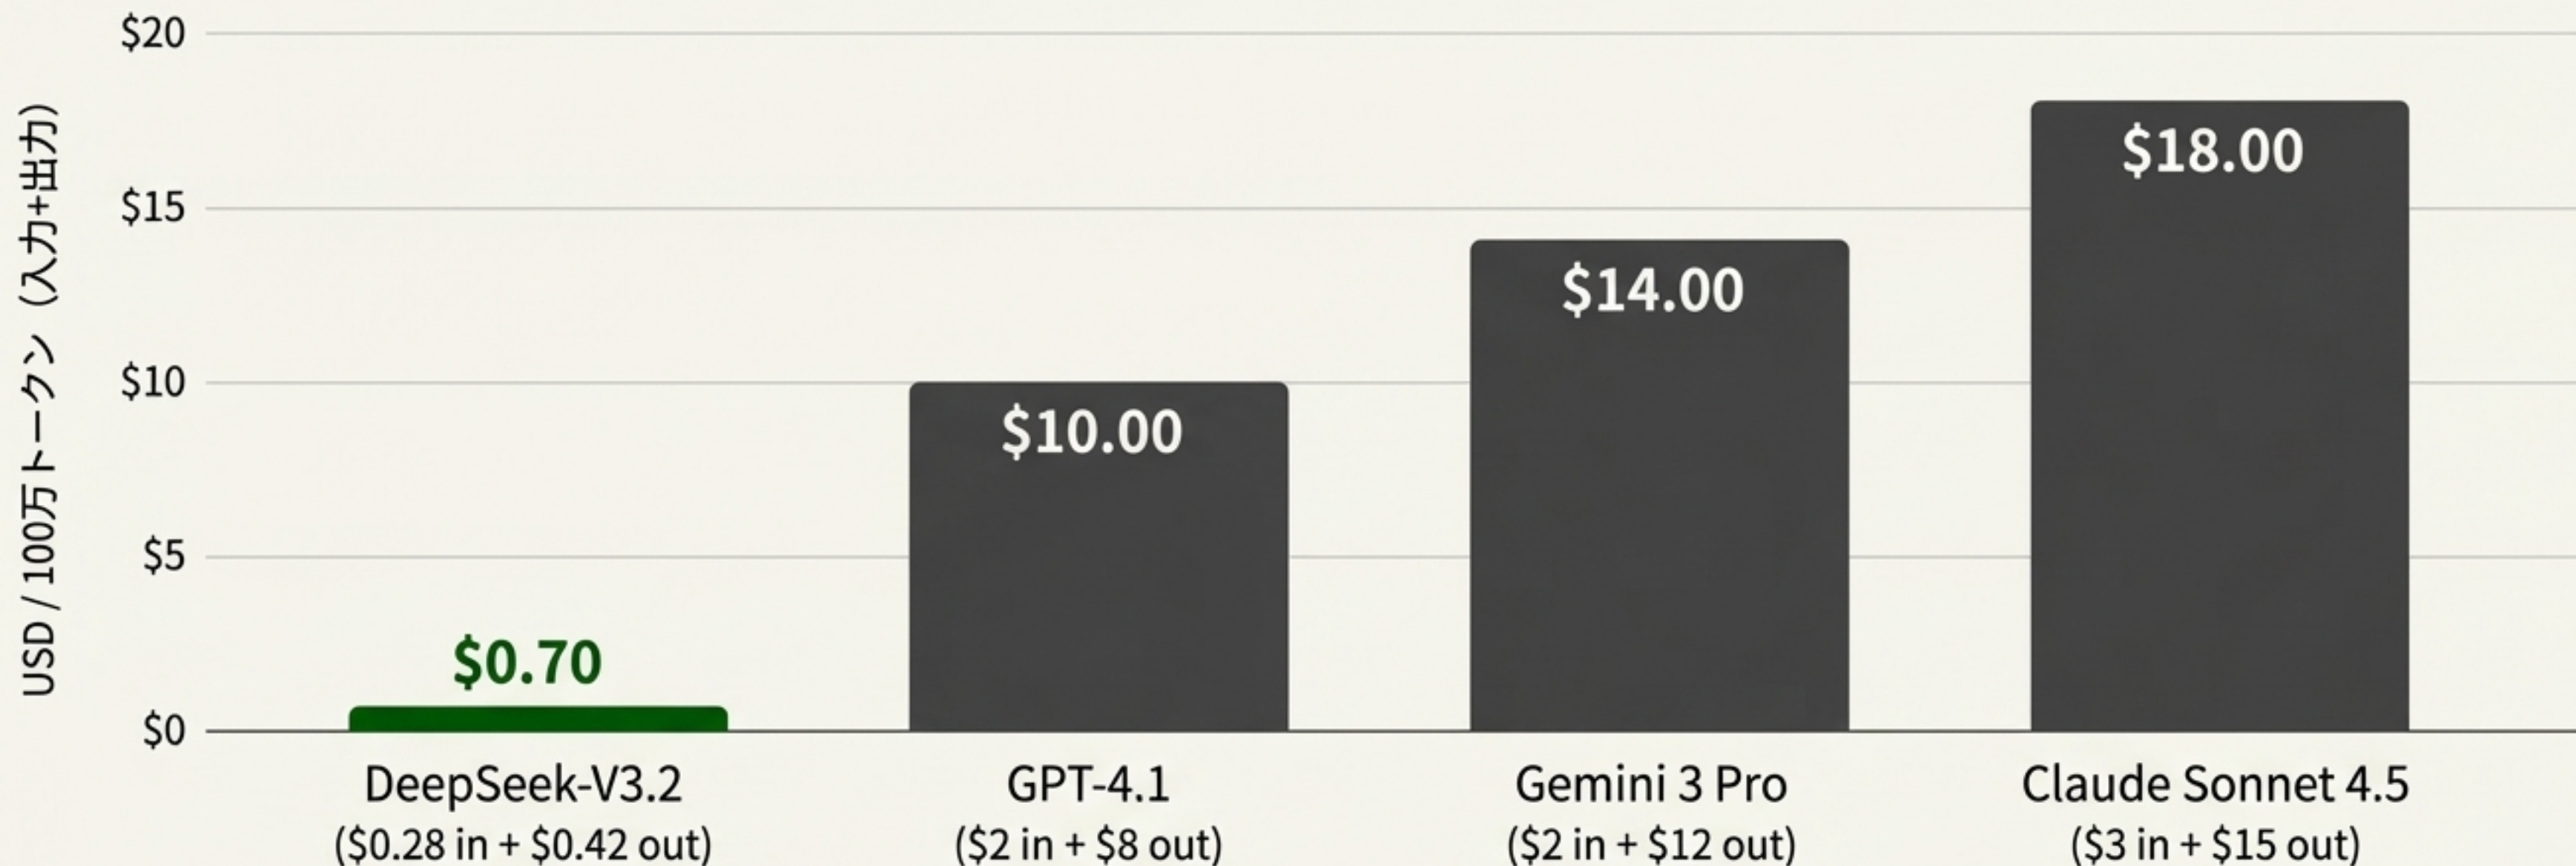 USD / 100万トークン（入力+出力）
$20
$15
$10
$5
$0
$0.70
$10.00
$14.00
$18.00
DeepSeek-V3.2
($0.28 in + $0.42 out)
GPT-4.1
($2 in + $8 out)
Gemini 3 Pro
($2 in + $12 out)
Claude Sonnet 4.5
($3 in + $15 out)